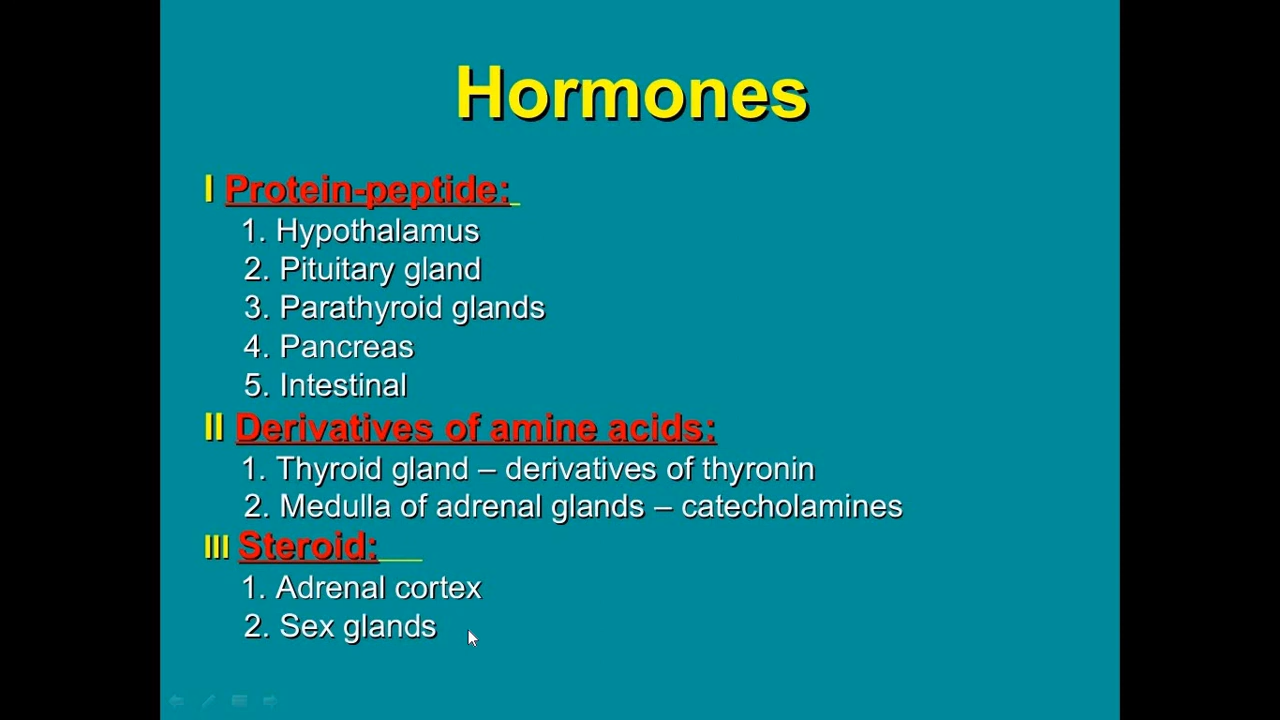 Hormones
I Protein-peptide:
1. Hypothalamus
2. Pituitary gland
3. Parathyroid glands
4. Pancreas
5. Intestinal
II Derivatives of amine acids:
1. Thyroid gland – derivatives of thyronin
2. Medulla of adrenal glands – catecholamines
III Steroid:
1. Adrenal cortex
2. Sex glands